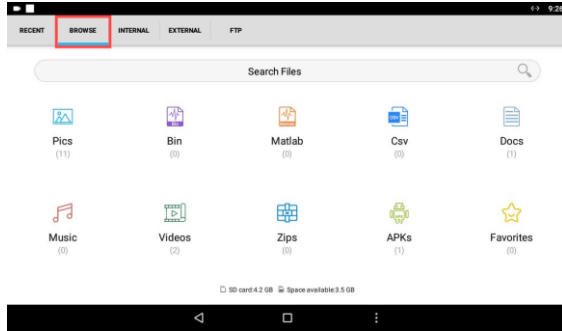 9:26
RECENT BROWSE INTERNAL EXTERNAL FTP
Search Files
Pics Bin Matlab Csv Docs
(11) (0) (0) (0) (1)
Music Videos Zips APKs Favorites
(0) (2) (0) (1) (0)
SD card:4.2 GB Space available:3.5 GB